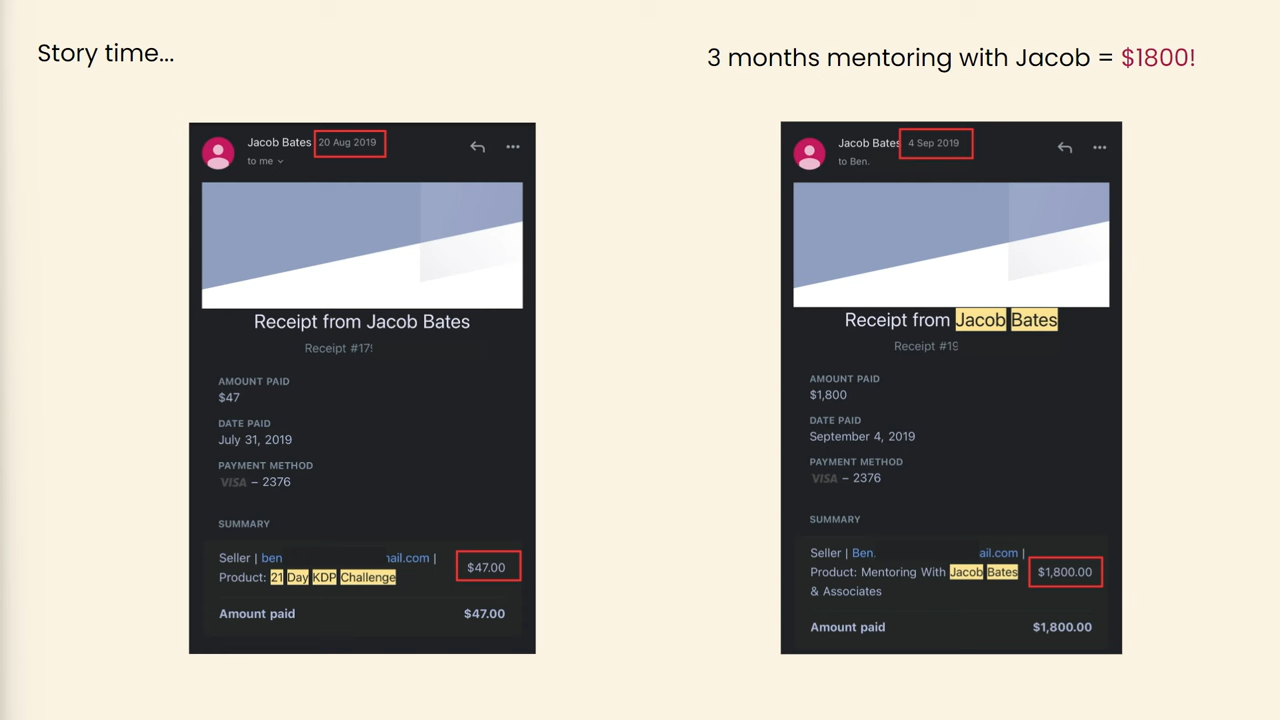 Story time...
3 months mentoring with Jacob = $1800!
Jacob Bates 20 Aug 2019
to me
Receipt from Jacob Bates
Receipt #17!
AMOUNT PAID
$47
DATE PAID
July 31, 2019
PAYMENT METHOD
VISA – 2376
SUMMARY
Seller | ben ail.com |
Product: 21 Day KDP Challenge
$47.00
Amount paid $47.00
Jacob Bates 4 Sep 2019
to Ben.
Receipt from Jacob Bates
Receipt #19
AMOUNT PAID
$1,800
DATE PAID
September 4, 2019
PAYMENT METHOD
VISA – 2376
SUMMARY
Seller | Ben. ail.com |
Product: Mentoring With Jacob Bates $1,800.00
& Associates
Amount paid $1,800.00